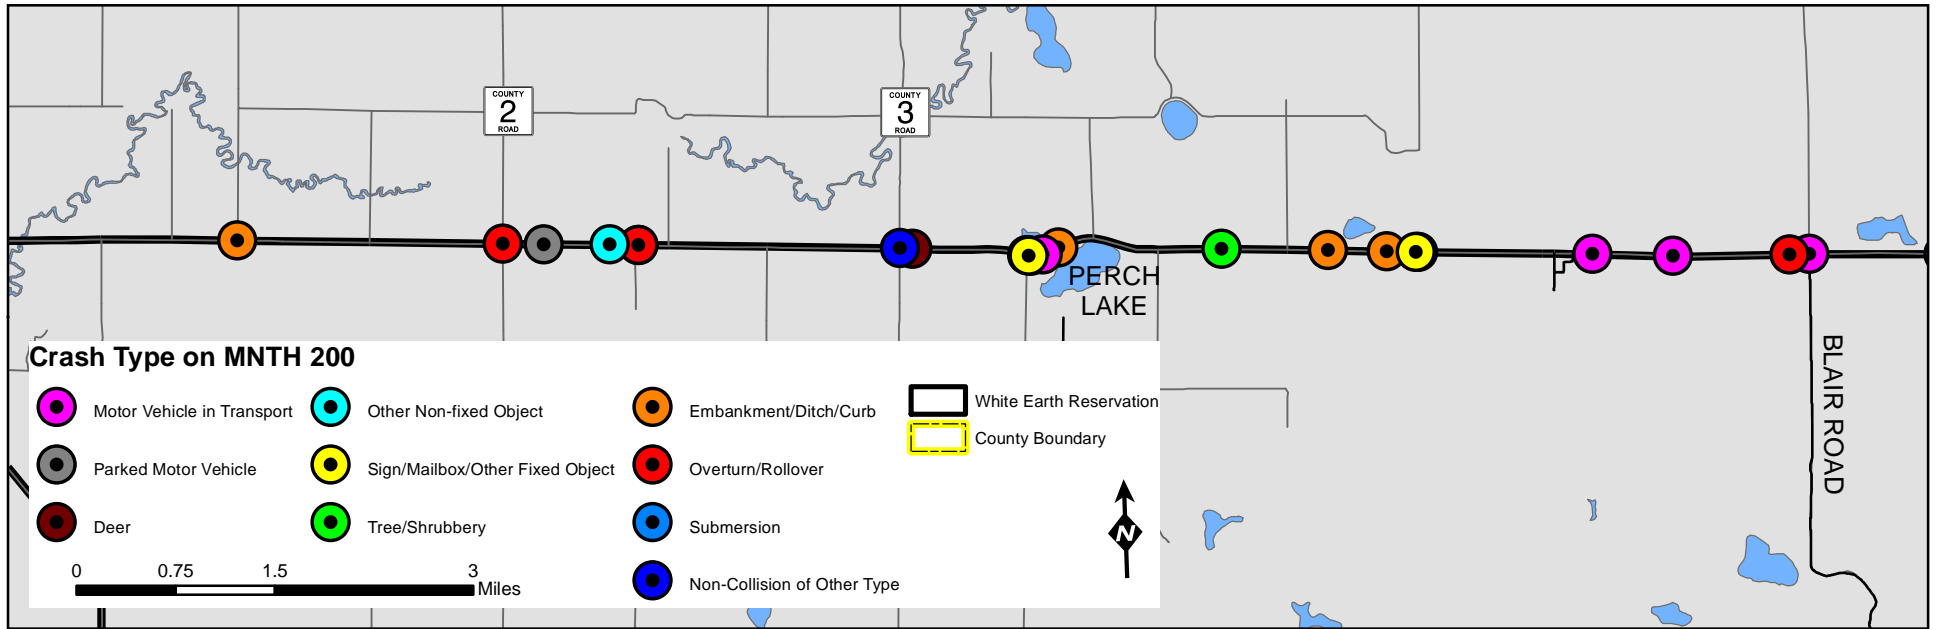 COUNTY
2
ROAD
COUNTY
3
ROAD
PERCH
LAKE
BLAIR ROAD
Crash Type on MNTH 200
Motor Vehicle in Transport
Other Non-fixed Object
Embankment/Ditch/Curb
White Earth Reservation
County Boundary
Parked Motor Vehicle
Sign/Mailbox/Other Fixed Object
Overturn/Rollover
Deer
Tree/Shrubbery
Submersion
Non-Collision of Other Type
0 0.75 1.5 3
Miles
N